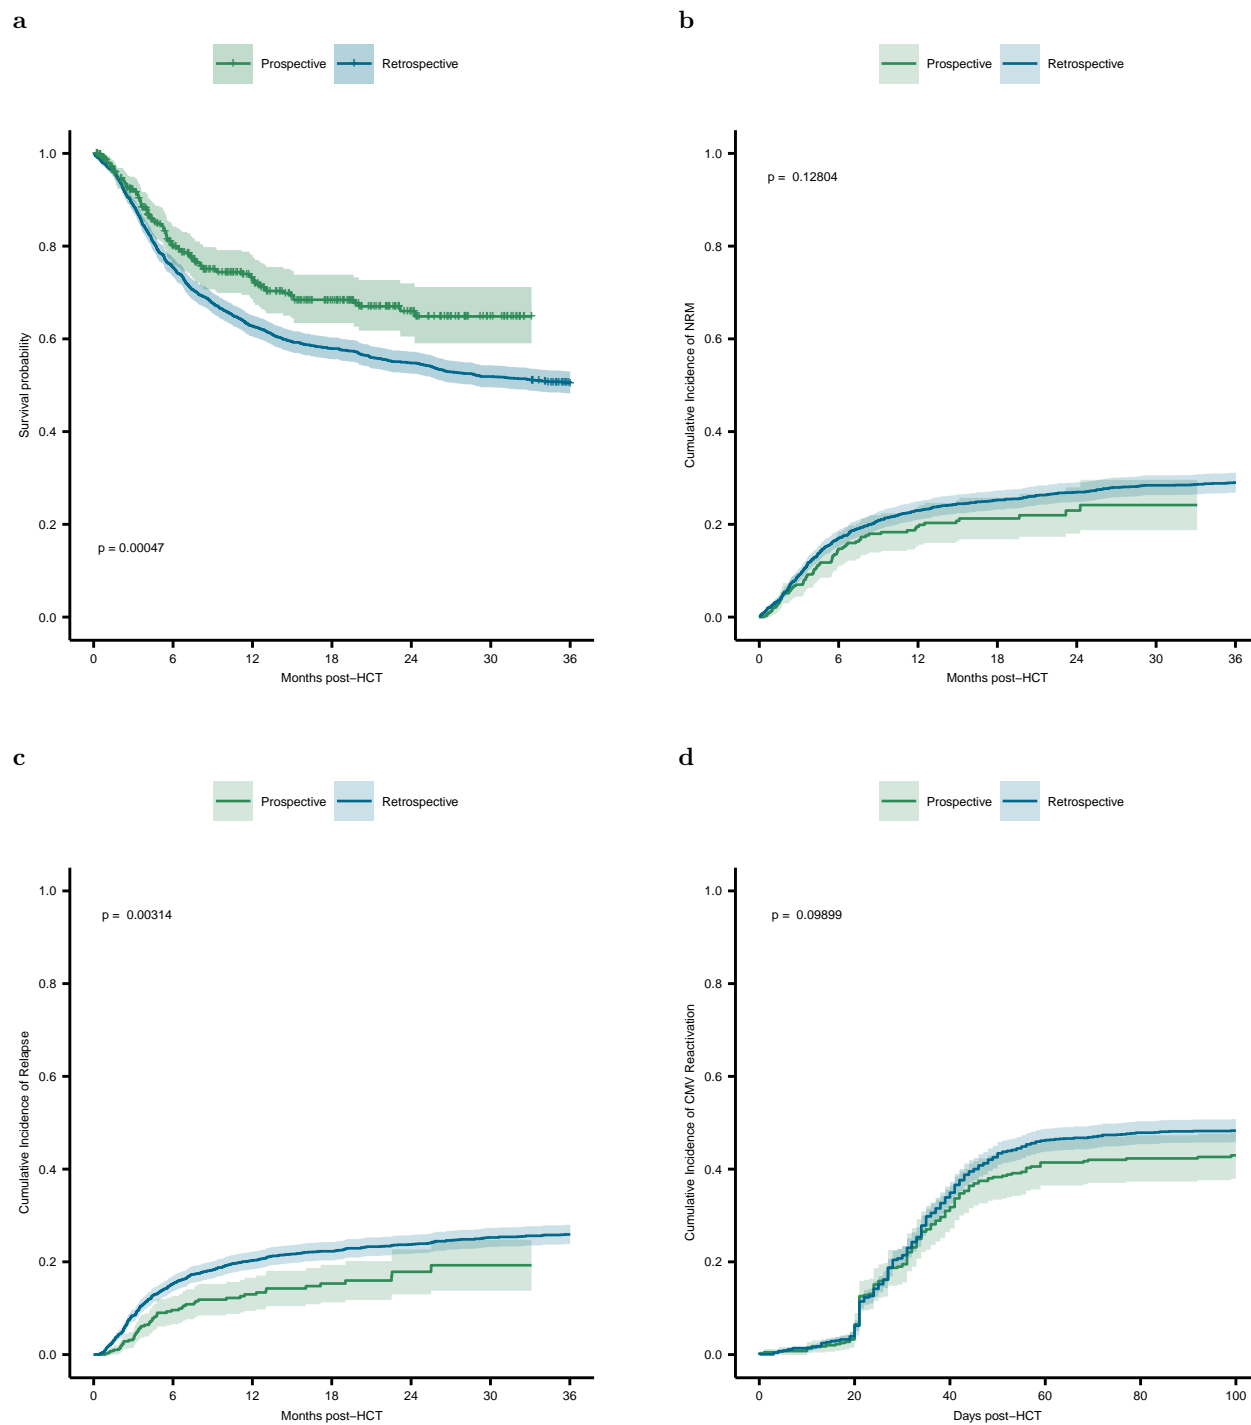 a
Prospective Retrospective
1.0
0.8
0.6
0.4
0.2
0.0
Survival probability
p = 0.00047
0 6 12 18 24 30 36
Months post–HCT
b
Prospective Retrospective
1.0
0.8
0.6
0.4
0.2
0.0
Cumulative Incidence of NRM
p = 0.12804
0 6 12 18 24 30 36
Months post–HCT
c
Prospective Retrospective
1.0
0.8
0.6
0.4
0.2
0.0
Cumulative Incidence of Relapse
p = 0.00314
0 6 12 18 24 30 36
Months post–HCT
d
Prospective Retrospective
1.0
0.8
0.6
0.4
0.2
0.0
Cumulative Incidence of CMV Reactivation
p = 0.09899
0 20 40 60 80 100
Days post–HCT